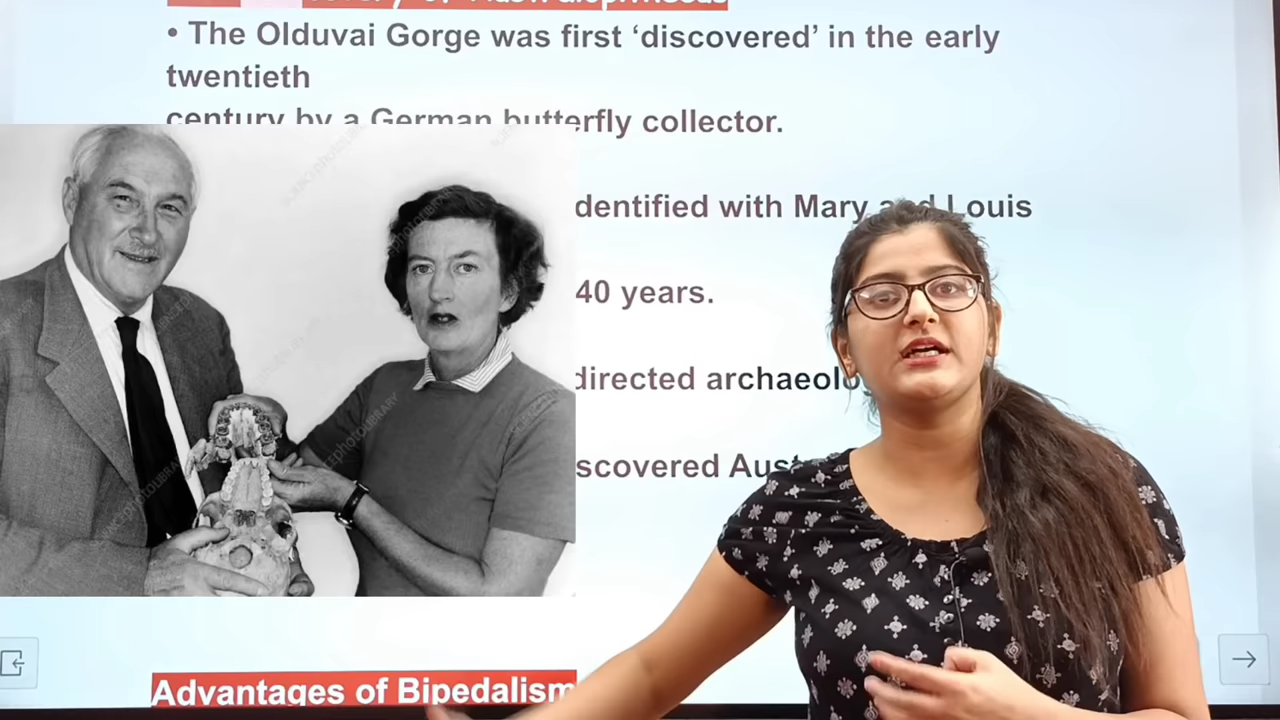 • The Olduvai Gorge was first ‘discovered’ in the early
twentieth
century by a German butterfly collector.
dentified with Mary and Louis
40 years.
directed archaeolo
scovered Aust
Advantages of Bipedalism